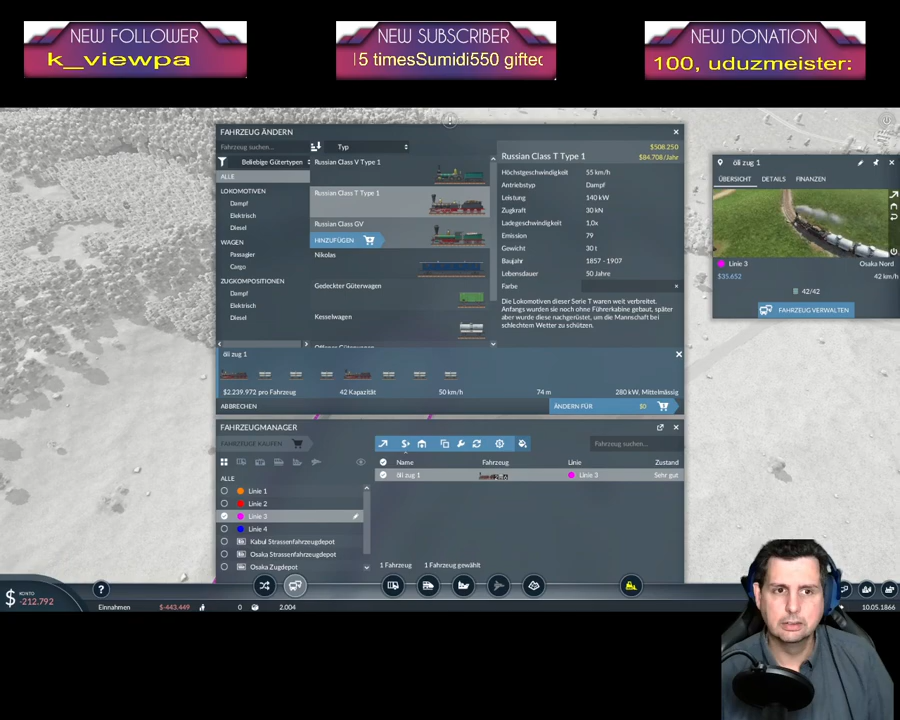 NEW FOLLOWER
k_viewpa
NEW SUBSCRIBER
15 timesSumidi550 gifted
NEW DONATION
100, uduzmeister:
FAHRZEUG ÄNDERN
Fahrzeug suchen...
Typ
Beliebige Gütertypen
ALLE
LOKOMOTIVEN
Dampf
Elektrisch
Diesel
WAGEN
Passagier
Cargo
ZUGKOMPOSITIONEN
Dampf
Elektrisch
Diesel
Russian Class V Type 1
Russian Class T Type 1
Russian Class GV
HINZUFÜGEN
Nikolas
Gedeckter Güterwagen
Kesselwagen
$508.250
Russian Class T Type 1
$84.708/Jahr
Höchstgeschwindigkeit 55 km/h
Antriebstyp Dampf
Leistung 140 kW
Zugkraft 30 kN
Ladegeschwindigkeit 1,0x
Emission 79
Gewicht 30 t
Baujahr 1857 - 1907
Lebensdauer 50 Jahre
Farbe
Die Lokomotiven dieser Serie T waren weit verbreitet.
Anfangs wurden sie noch ohne Führerkabine gebaut, später
aber wurde diese nachgerüstet, um die Mannschaft bei
schlechtem Wetter zu schützen.
öli zug 1
$2.239.972 pro Fahrzeug 42 Kapazität 50 km/h 74 m 280 kW, Mittelmässig
ABBRECHEN
ÄNDERN FÜR $0
FAHRZEUGMANAGER
FAHRZEUGE KAUFEN
Fahrzeug suchen...
Name Fahrzeug Linie Zustand
öli zug 1 Linie 3 Sehr gut
ALLE
Linie 1
Linie 2
Linie 3
Linie 4
Kabul Strassenfahrzeugdepot
Osaka Strassenfahrzeugdepot
Osaka Zugdepot
1 Fahrzeug 1 Fahrzeug gewählt
öli zug 1
ÜBERSICHT DETAILS FINANZEN
Linie 3 Osaka Nord
$35.652 42 km/h
42/42
FAHRZEUG VERWALTEN
$ KONTO
-212.792
Einnahmen $-443.449 0 2.004
10.05.1866